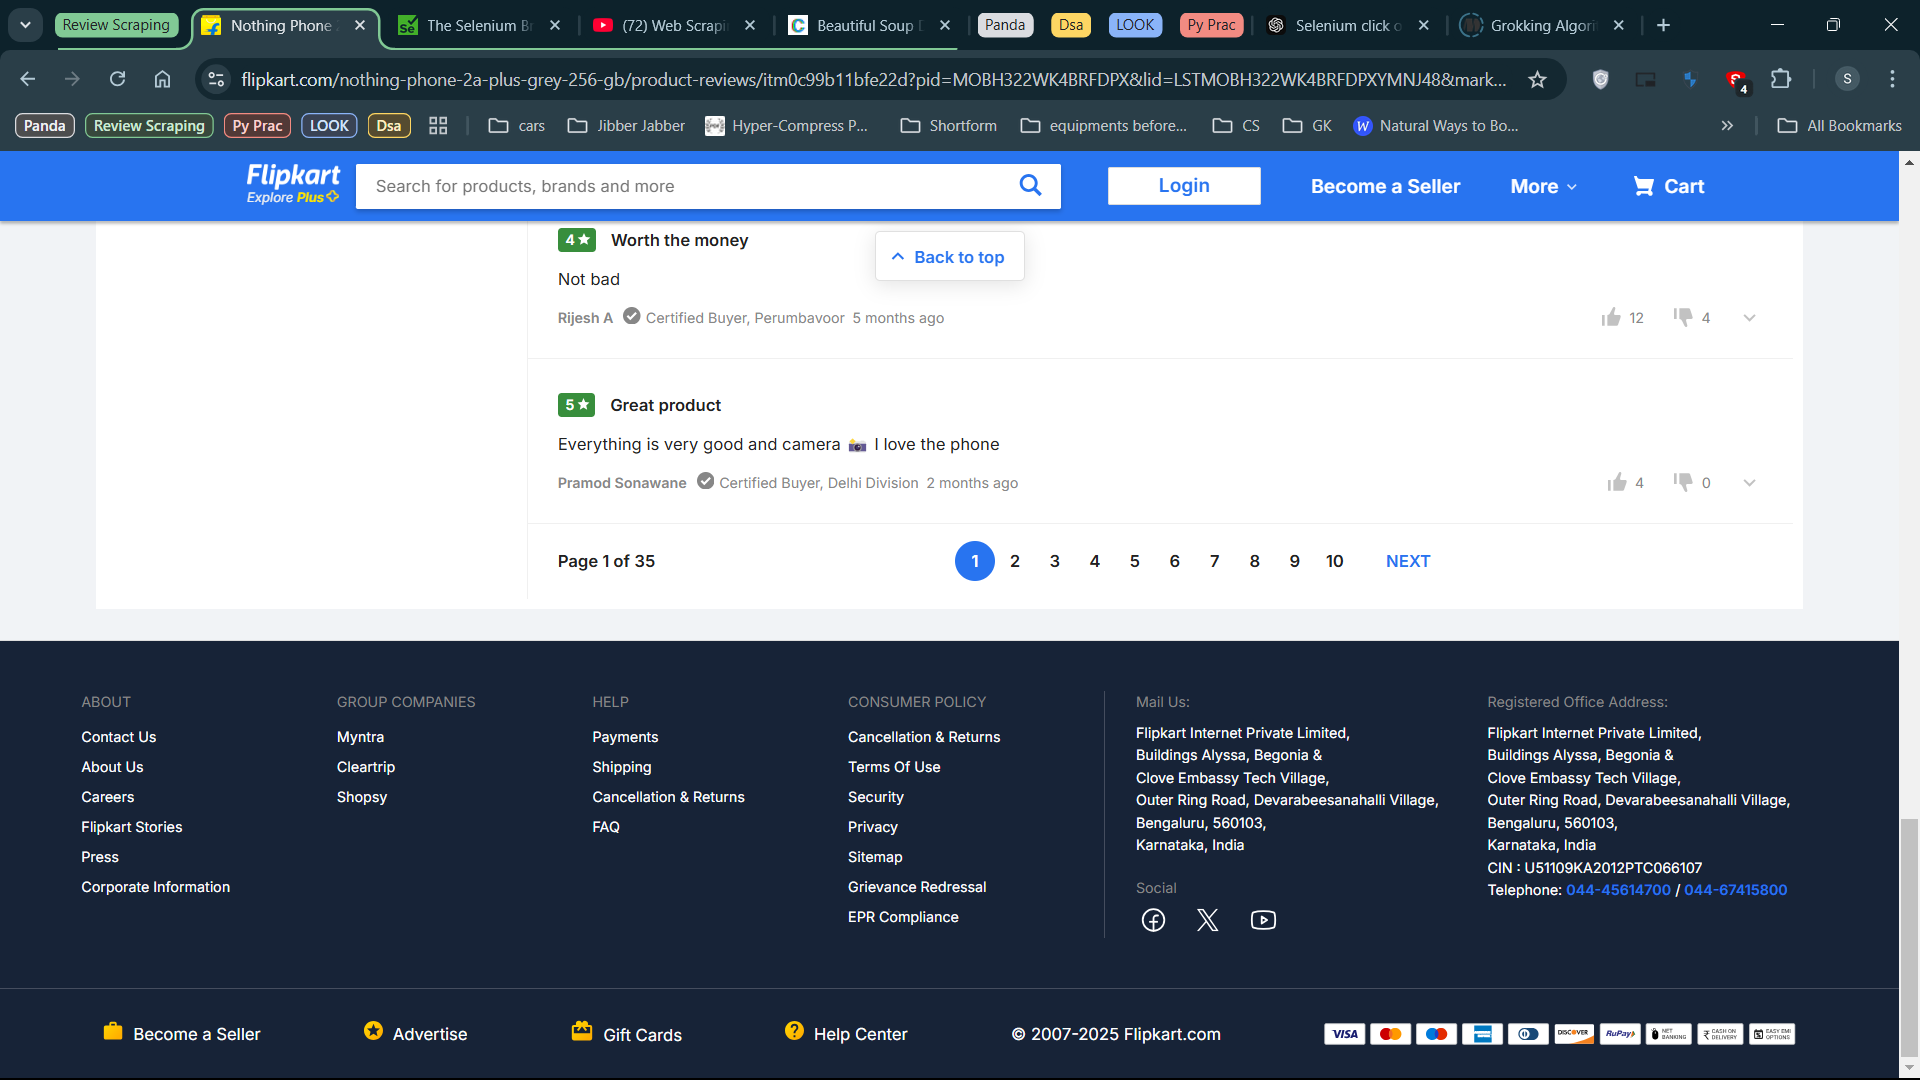 Review Scraping
Nothing Phone 2
The Selenium Br
(72) Web Scrapi
Beautiful Soup D
Panda
Dsa
LOOK
Py Prac
Selenium click o
Grokking Algori
flipkart.com/nothing-phone-2a-plus-grey-256-gb/product-reviews/itm0c99b11bfe22d?pid=MOBH322WK4BRFDPX&lid=LSTMOBH322WK4BRFDPXYMNJ48&mark...
4
S
Panda
Review Scraping
Py Prac
LOOK
Dsa
cars
Jibber Jabber
Hyper-Compress P...
Shortform
equipments before...
CS
GK
Natural Ways to Bo...
All Bookmarks
Flipkart
Explore Plus
Search for products, brands and more
Login
Become a Seller
More
Cart
4★ Worth the money
Back to top
Not bad
Rijesh A Certified Buyer, Perumbavoor 5 months ago
12 4
5★ Great product
Everything is very good and camera 📸 I love the phone
Pramod Sonawane Certified Buyer, Delhi Division 2 months ago
4 0
Page 1 of 35
1 2 3 4 5 6 7 8 9 10 NEXT
ABOUT
Contact Us
About Us
Careers
Flipkart Stories
Press
Corporate Information
GROUP COMPANIES
Myntra
Cleartrip
Shopsy
HELP
Payments
Shipping
Cancellation & Returns
FAQ
CONSUMER POLICY
Cancellation & Returns
Terms Of Use
Security
Privacy
Sitemap
Grievance Redressal
EPR Compliance
Mail Us:
Flipkart Internet Private Limited,
Buildings Alyssa, Begonia &
Clove Embassy Tech Village,
Outer Ring Road, Devarabeesanahalli Village,
Bengaluru, 560103,
Karnataka, India
Social
Registered Office Address:
Flipkart Internet Private Limited,
Buildings Alyssa, Begonia &
Clove Embassy Tech Village,
Outer Ring Road, Devarabeesanahalli Village,
Bengaluru, 560103,
Karnataka, India
CIN : U51109KA2012PTC066107
Telephone: 044-45614700 / 044-67415800
Become a Seller
Advertise
Gift Cards
Help Center
© 2007-2025 Flipkart.com
VISA
DISCOVER
RuPay
NET BANKING
CASH ON DELIVERY
EASY EMI OPTIONS